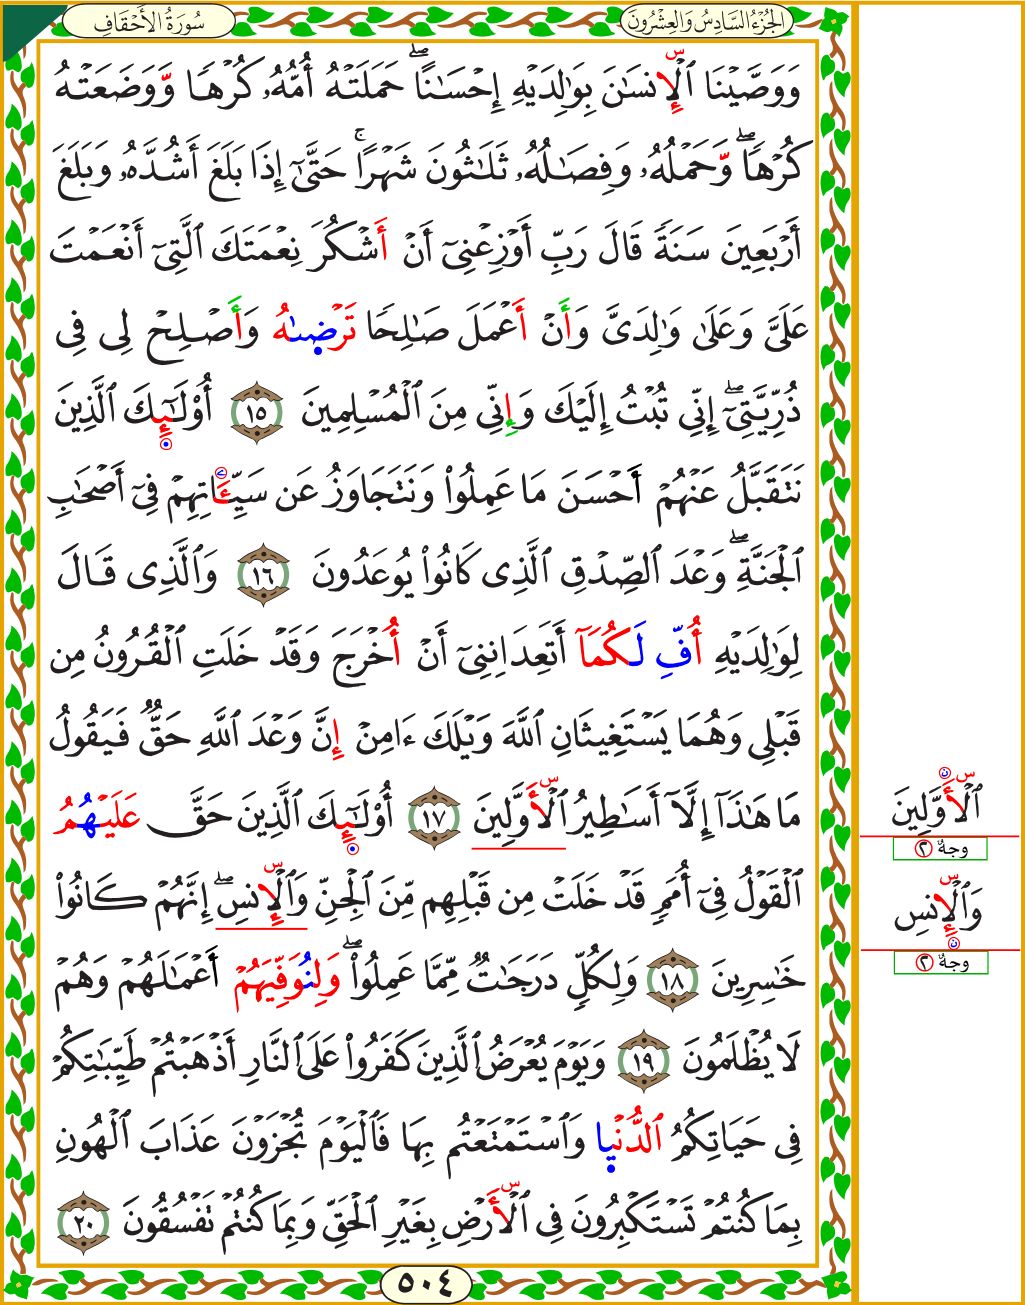 سُورَةُ الأَحْقَافِ
الجُزْءُ السَّادِسُ وَالعِشْرُونَ
وَوَصَّيْنَا ٱلْإِنسَٰنَ بِوَٰلِدَيْهِ إِحْسَٰنًاۖ حَمَلَتْهُ أُمُّهُۥ كُرْهًا وَّوَضَعَتْهُ
كُرْهًاۖ وَّحَمْلُهُۥ وَفِصَٰلُهُۥ ثَلَٰثُونَ شَهْرًاۚ حَتَّىٰٓ إِذَا بَلَغَ أَشُدَّهُۥ وَبَلَغَ
أَرْبَعِينَ سَنَةً قَالَ رَبِّ أَوْزِعْنِىٓ أَنْ أَشْكُرَ نِعْمَتَكَ ٱلَّتِىٓ أَنْعَمْتَ
عَلَىَّ وَعَلَىٰ وَٰلِدَىَّ وَأَنْ أَعْمَلَ صَٰلِحًا تَرْضَىٰهُ وَأَصْلِحْ لِى فِى
ذُرِّيَّتِىٓۖ إِنِّى تُبْتُ إِلَيْكَ وَإِنِّى مِنَ ٱلْمُسْلِمِينَ ١٥ أُو۟لَٰٓئِكَ ٱلَّذِينَ
نَتَقَبَّلُ عَنْهُمْ أَحْسَنَ مَا عَمِلُوا۟ وَنَتَجَاوَزُ عَن سَيِّـَٔاتِهِمْ فِىٓ أَصْحَٰبِ
ٱلْجَنَّةِۖ وَعْدَ ٱلصِّدْقِ ٱلَّذِى كَانُوا۟ يُوعَدُونَ ١٦ وَٱلَّذِى قَالَ
لِوَٰلِدَيْهِ أُفِّ لَكُمَآ أَتَعِدَانِنِىٓ أَنْ أُخْرَجَ وَقَدْ خَلَتِ ٱلْقُرُونُ مِن
قَبْلِى وَهُمَا يَسْتَغِيثَانِ ٱللَّهَ وَيْلَكَ ءَامِنْ إِنَّ وَعْدَ ٱللَّهِ حَقٌّ فَيَقُولُ
مَا هَٰذَآ إِلَّآ أَسَٰطِيرُ ٱلْأَوَّلِينَ ١٧ أُو۟لَٰٓئِكَ ٱلَّذِينَ حَقَّ عَلَيْهُمُ
ٱلْقَوْلُ فِىٓ أُمَمٍ قَدْ خَلَتْ مِن قَبْلِهِم مِّنَ ٱلْجِنِّ وَٱلْإِنسِۖ إِنَّهُمْ كَانُوا۟
خَٰسِرِينَ ١٨ وَلِكُلٍّ دَرَجَٰتٌ مِّمَّا عَمِلُوا۟ۖ وَلِنُوَفِّيَهُمْ أَعْمَٰلَهُمْ وَهُمْ
لَا يُظْلَمُونَ ١٩ وَيَوْمَ يُعْرَضُ ٱلَّذِينَ كَفَرُوا۟ عَلَى ٱلنَّارِ أَذْهَبْتُمْ طَيِّبَٰتِكُمْ
فِى حَيَاتِكُمُ ٱلدُّنْيِا وَٱسْتَمْتَعْتُم بِهَا فَٱلْيَوْمَ تُجْزَوْنَ عَذَابَ ٱلْهُونِ
بِمَا كُنتُمْ تَسْتَكْبِرُونَ فِى ٱلْأَرْضِ بِغَيْرِ ٱلْحَقِّ وَبِمَا كُنتُمْ تَفْسُقُونَ ٢٠
٥٠٤
ٱلْأَوَّلِينَ
وجهٌ ٢
وَٱلْإِنسِ
وجهٌ ٢